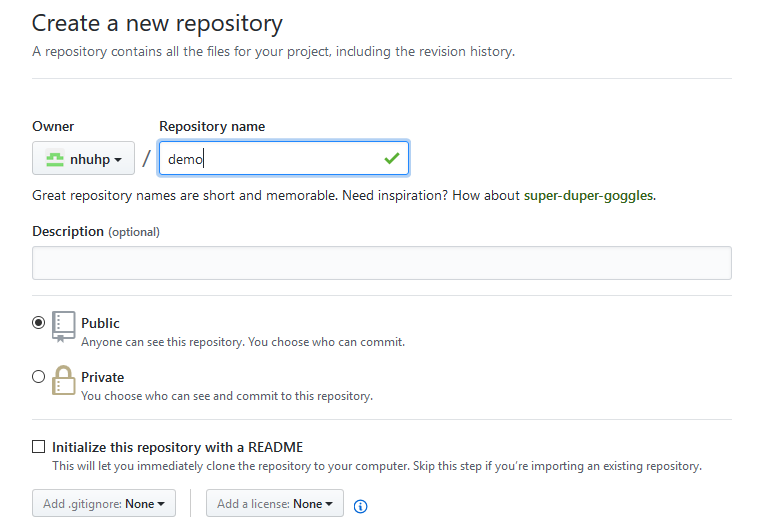 Create a new repository
A repository contains all the files for your project, including the revision history.
Owner
Repository name
nhuhp
/
demo
Great repository names are short and memorable. Need inspiration? How about super-duper-goggles.
Description (optional)
Public
Anyone can see this repository. You choose who can commit.
Private
You choose who can see and commit to this repository.
Initialize this repository with a README
This will let you immediately clone the repository to your computer. Skip this step if you’re importing an existing repository.
Add .gitignore: None
Add a license: None